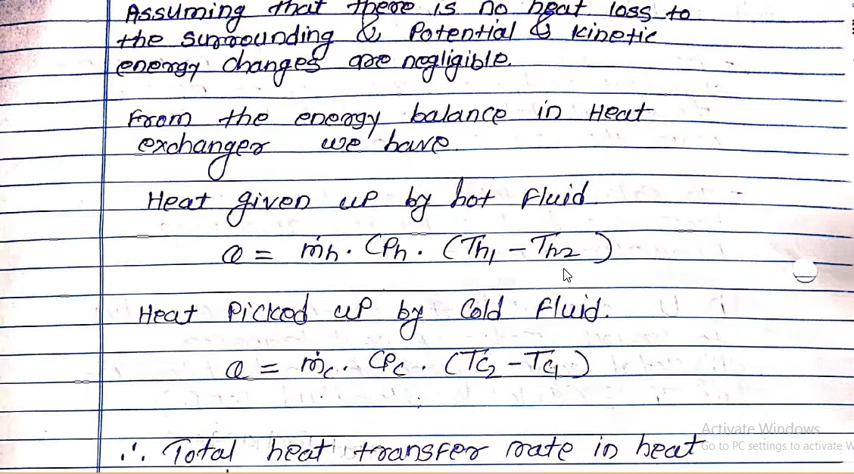 Assuming that there is no heat loss to
the surrounding & Potential & kinetic
energy changes are negligible.
From the energy balance in Heat
exchanger we have
Heat given up by hot fluid.
Q = ṁh · CPh · (Th1 - Th2)
Heat Picked up by Cold fluid.
Q = ṁc · CPc · (Tc2 - Tc1)
∴ Total heat transfer rate in heat
Activate Windows
Go to PC settings to activate W